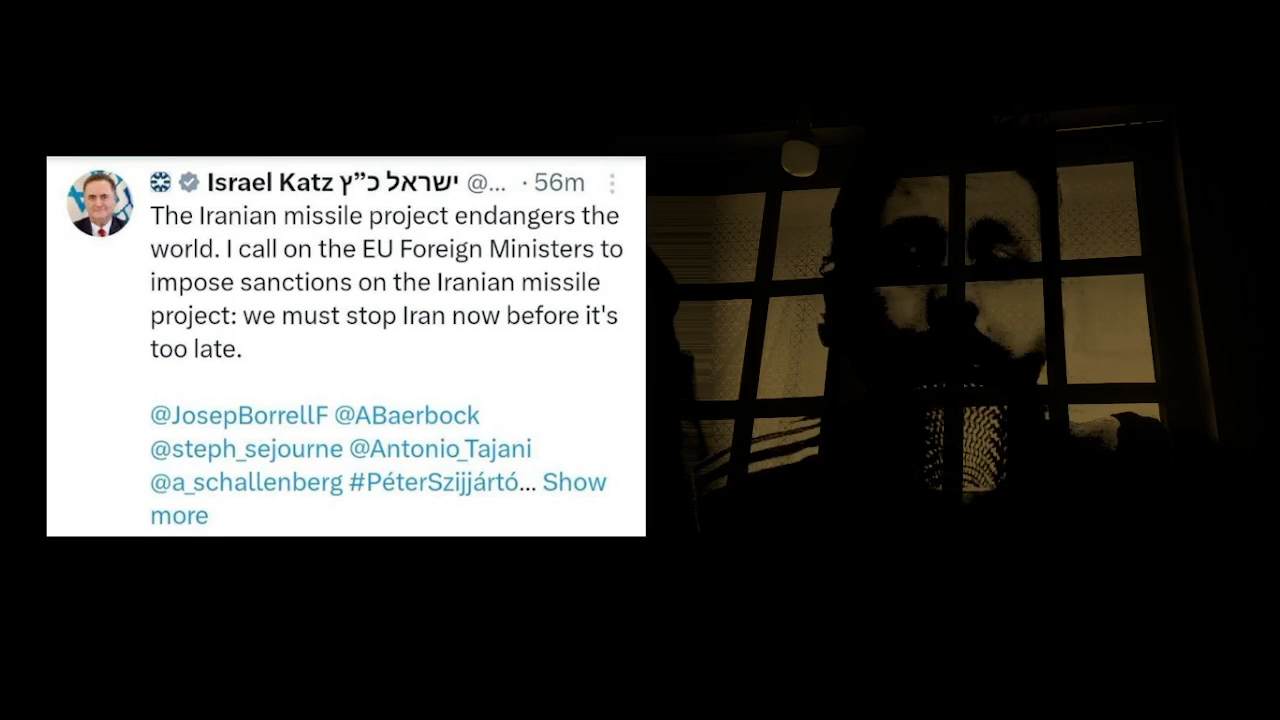 Israel Katz ישראל כ”ץ @... · 56m
The Iranian missile project endangers the
world. I call on the EU Foreign Ministers to
impose sanctions on the Iranian missile
project: we must stop Iran now before it's
too late.
@JosepBorrellF @ABaerbock
@steph_sejourne @Antonio_Tajani
@a_schallenberg #PéterSzijjártó... Show
more